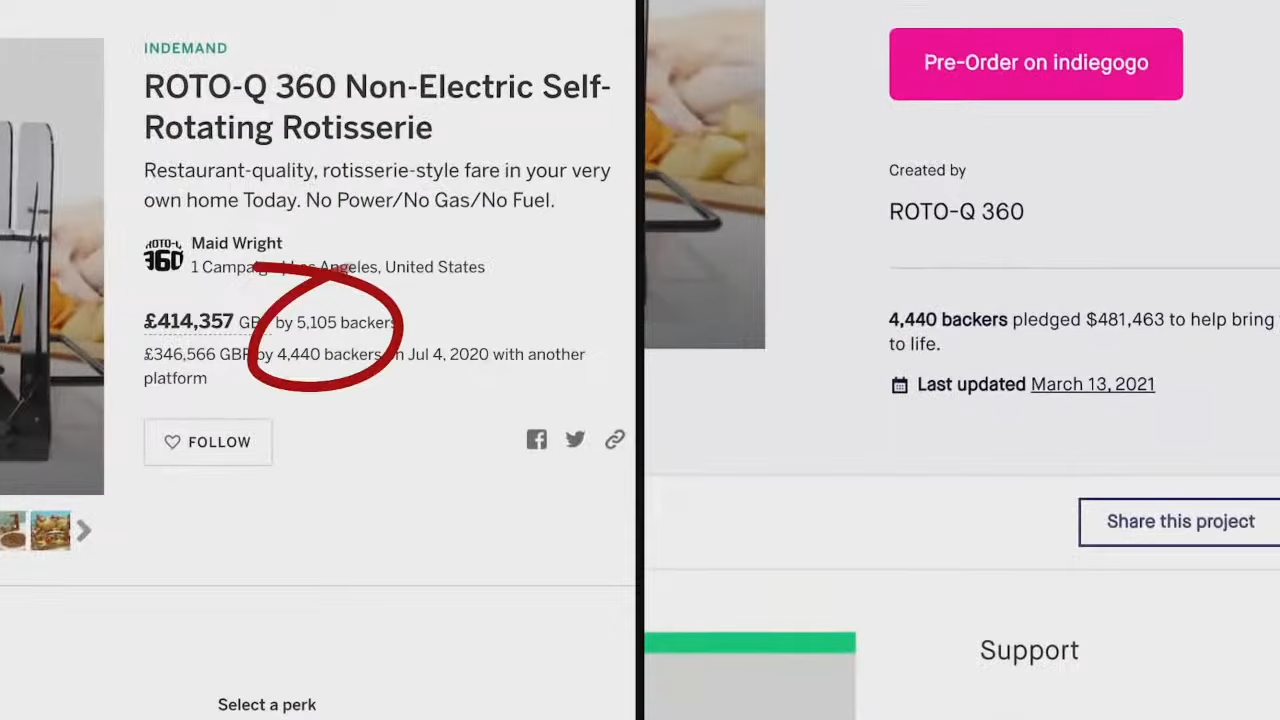 INDEMAND
ROTO-Q 360 Non-Electric Self-
Rotating Rotisserie
Restaurant-quality, rotisserie-style fare in your very
own home Today. No Power/No Gas/No Fuel.
ROTO-Q
360
Maid Wright
1 Campaign | Los Angeles, United States
£414,357 GBP by 5,105 backers
£346,566 GBP by 4,440 backers on Jul 4, 2020 with another
platform
FOLLOW
Select a perk
Pre-Order on indiegogo
Created by
ROTO-Q 360
4,440 backers pledged $481,463 to help bring
to life.
Last updated March 13, 2021
Share this project
Support